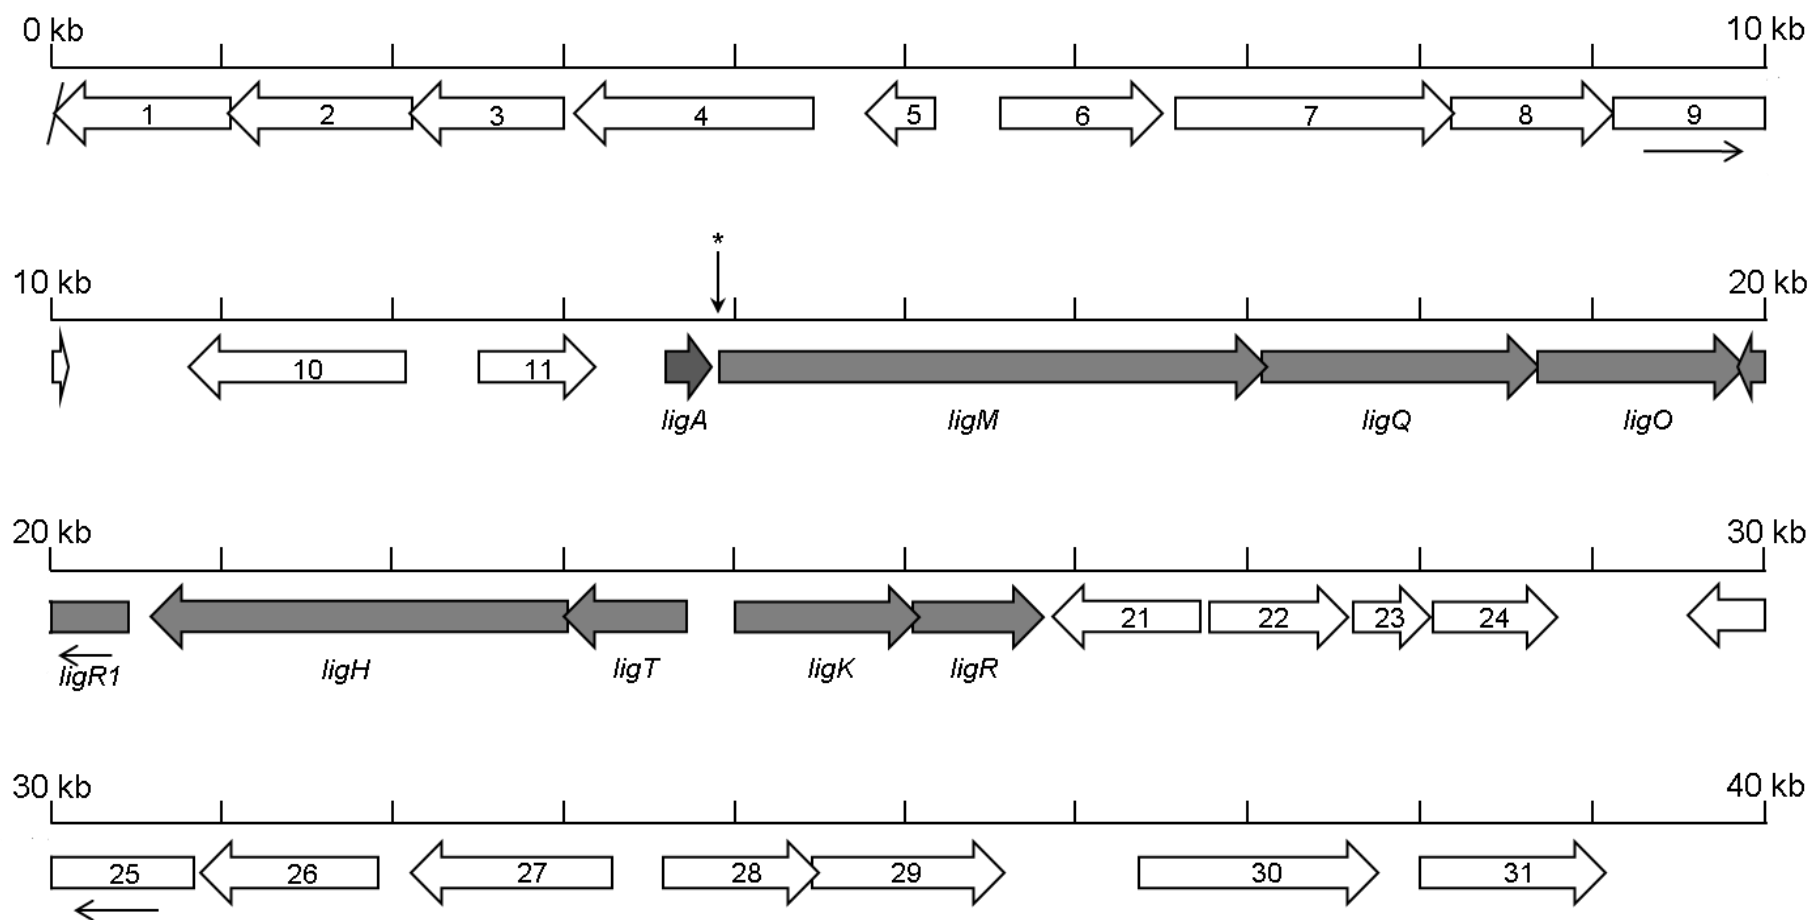 0 kb 10 kb
1 2 3 4 5 6 7 8 9
*
10 kb 20 kb
10 11
ligA ligM ligQ ligO
20 kb 30 kb
21 22 23 24
ligR1 ligH ligT ligK ligR
30 kb 40 kb
25 26 27 28 29 30 31